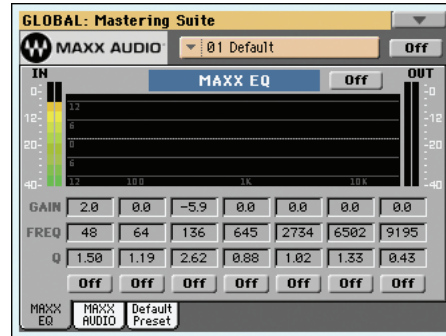 GLOBAL: Mastering Suite
MAXX AUDIO 01 Default Off
IN MAXX EQ Off OUT
0- 12 -0
12- 6 -12
20- 0 -20
6
40- 12 100 1K 10K -40
GAIN 2.0 0.0 -5.9 0.0 0.0 0.0 0.0
FREQ 48 64 136 645 2734 6502 9195
Q 1.50 1.19 2.62 0.88 1.02 1.33 0.43
Off Off Off Off Off Off Off
MAXX EQ MAXX AUDIO Default Preset